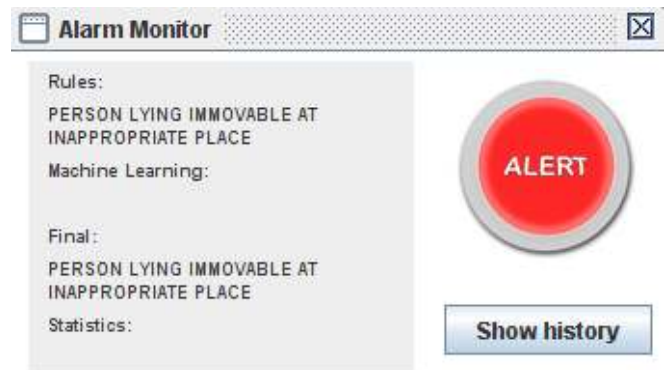 Alarm Monitor
Rules:
PERSON LYING IMMOVABLE AT
INAPPROPRIATE PLACE
Machine Learning:
Final:
PERSON LYING IMMOVABLE AT
INAPPROPRIATE PLACE
Statistics:
ALERT
Show history